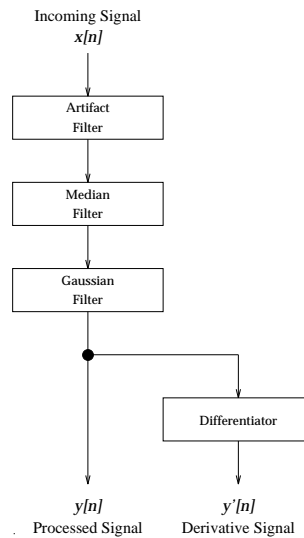 Incoming Signal
x[n]
Artifact
Filter
Median
Filter
Gaussian
Filter
Differentiator
y[n]
Processed Signal
y'[n]
Derivative Signal